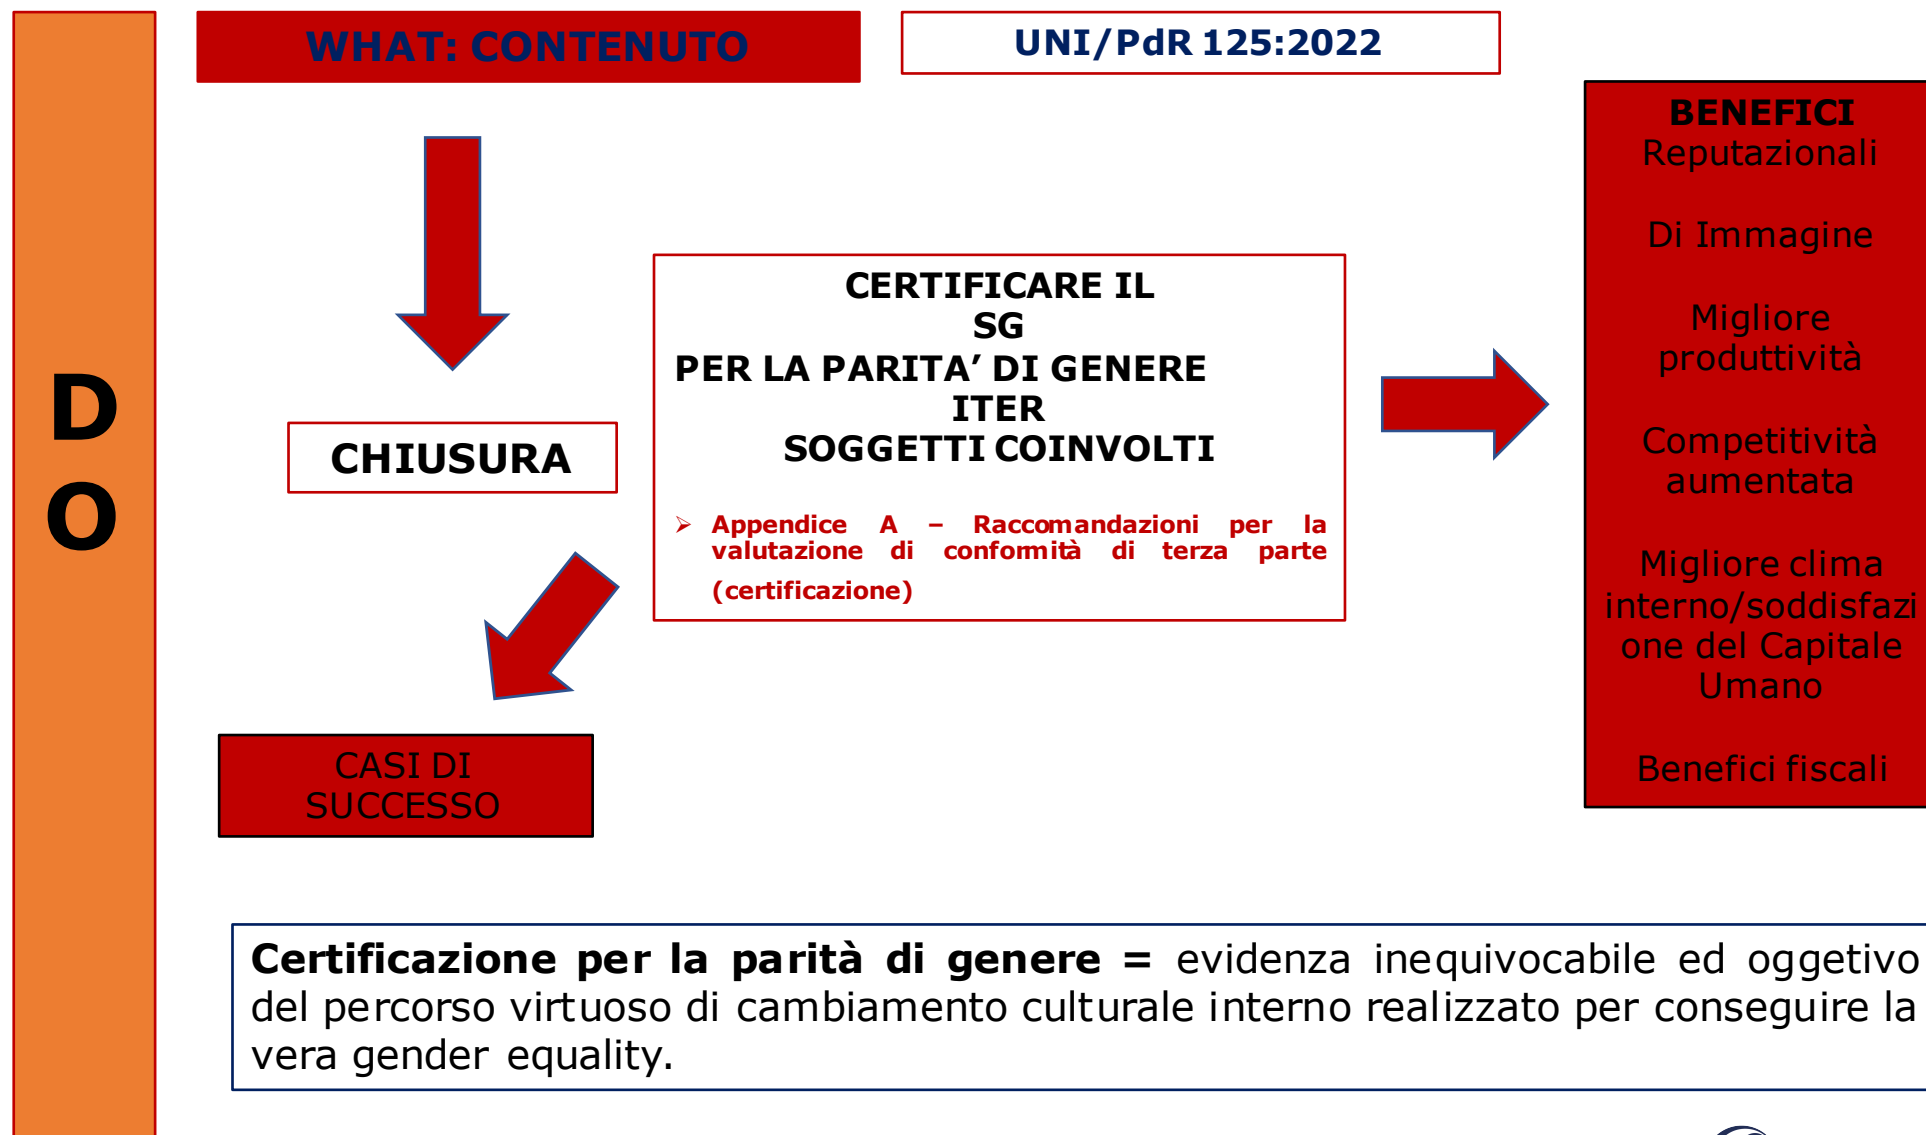 WHAT: CONTENUTO
UNI/PdR 125:2022
D
O
CHIUSURA
CERTIFICARE IL
SG
PER LA PARITA’ DI GENERE
ITER
SOGGETTI COINVOLTI
➢ Appendice A – Raccomandazioni per la
valutazione di conformità di terza parte
(certificazione)
BENEFICI
Reputazionali
Di Immagine
Migliore
produttività
Competitività
aumentata
Migliore clima
interno/soddisfazi
one del Capitale
Umano
Benefici fiscali
CASI DI
SUCCESSO
Certificazione per la parità di genere = evidenza inequivocabile ed oggetivo
del percorso virtuoso di cambiamento culturale interno realizzato per conseguire la
vera gender equality.